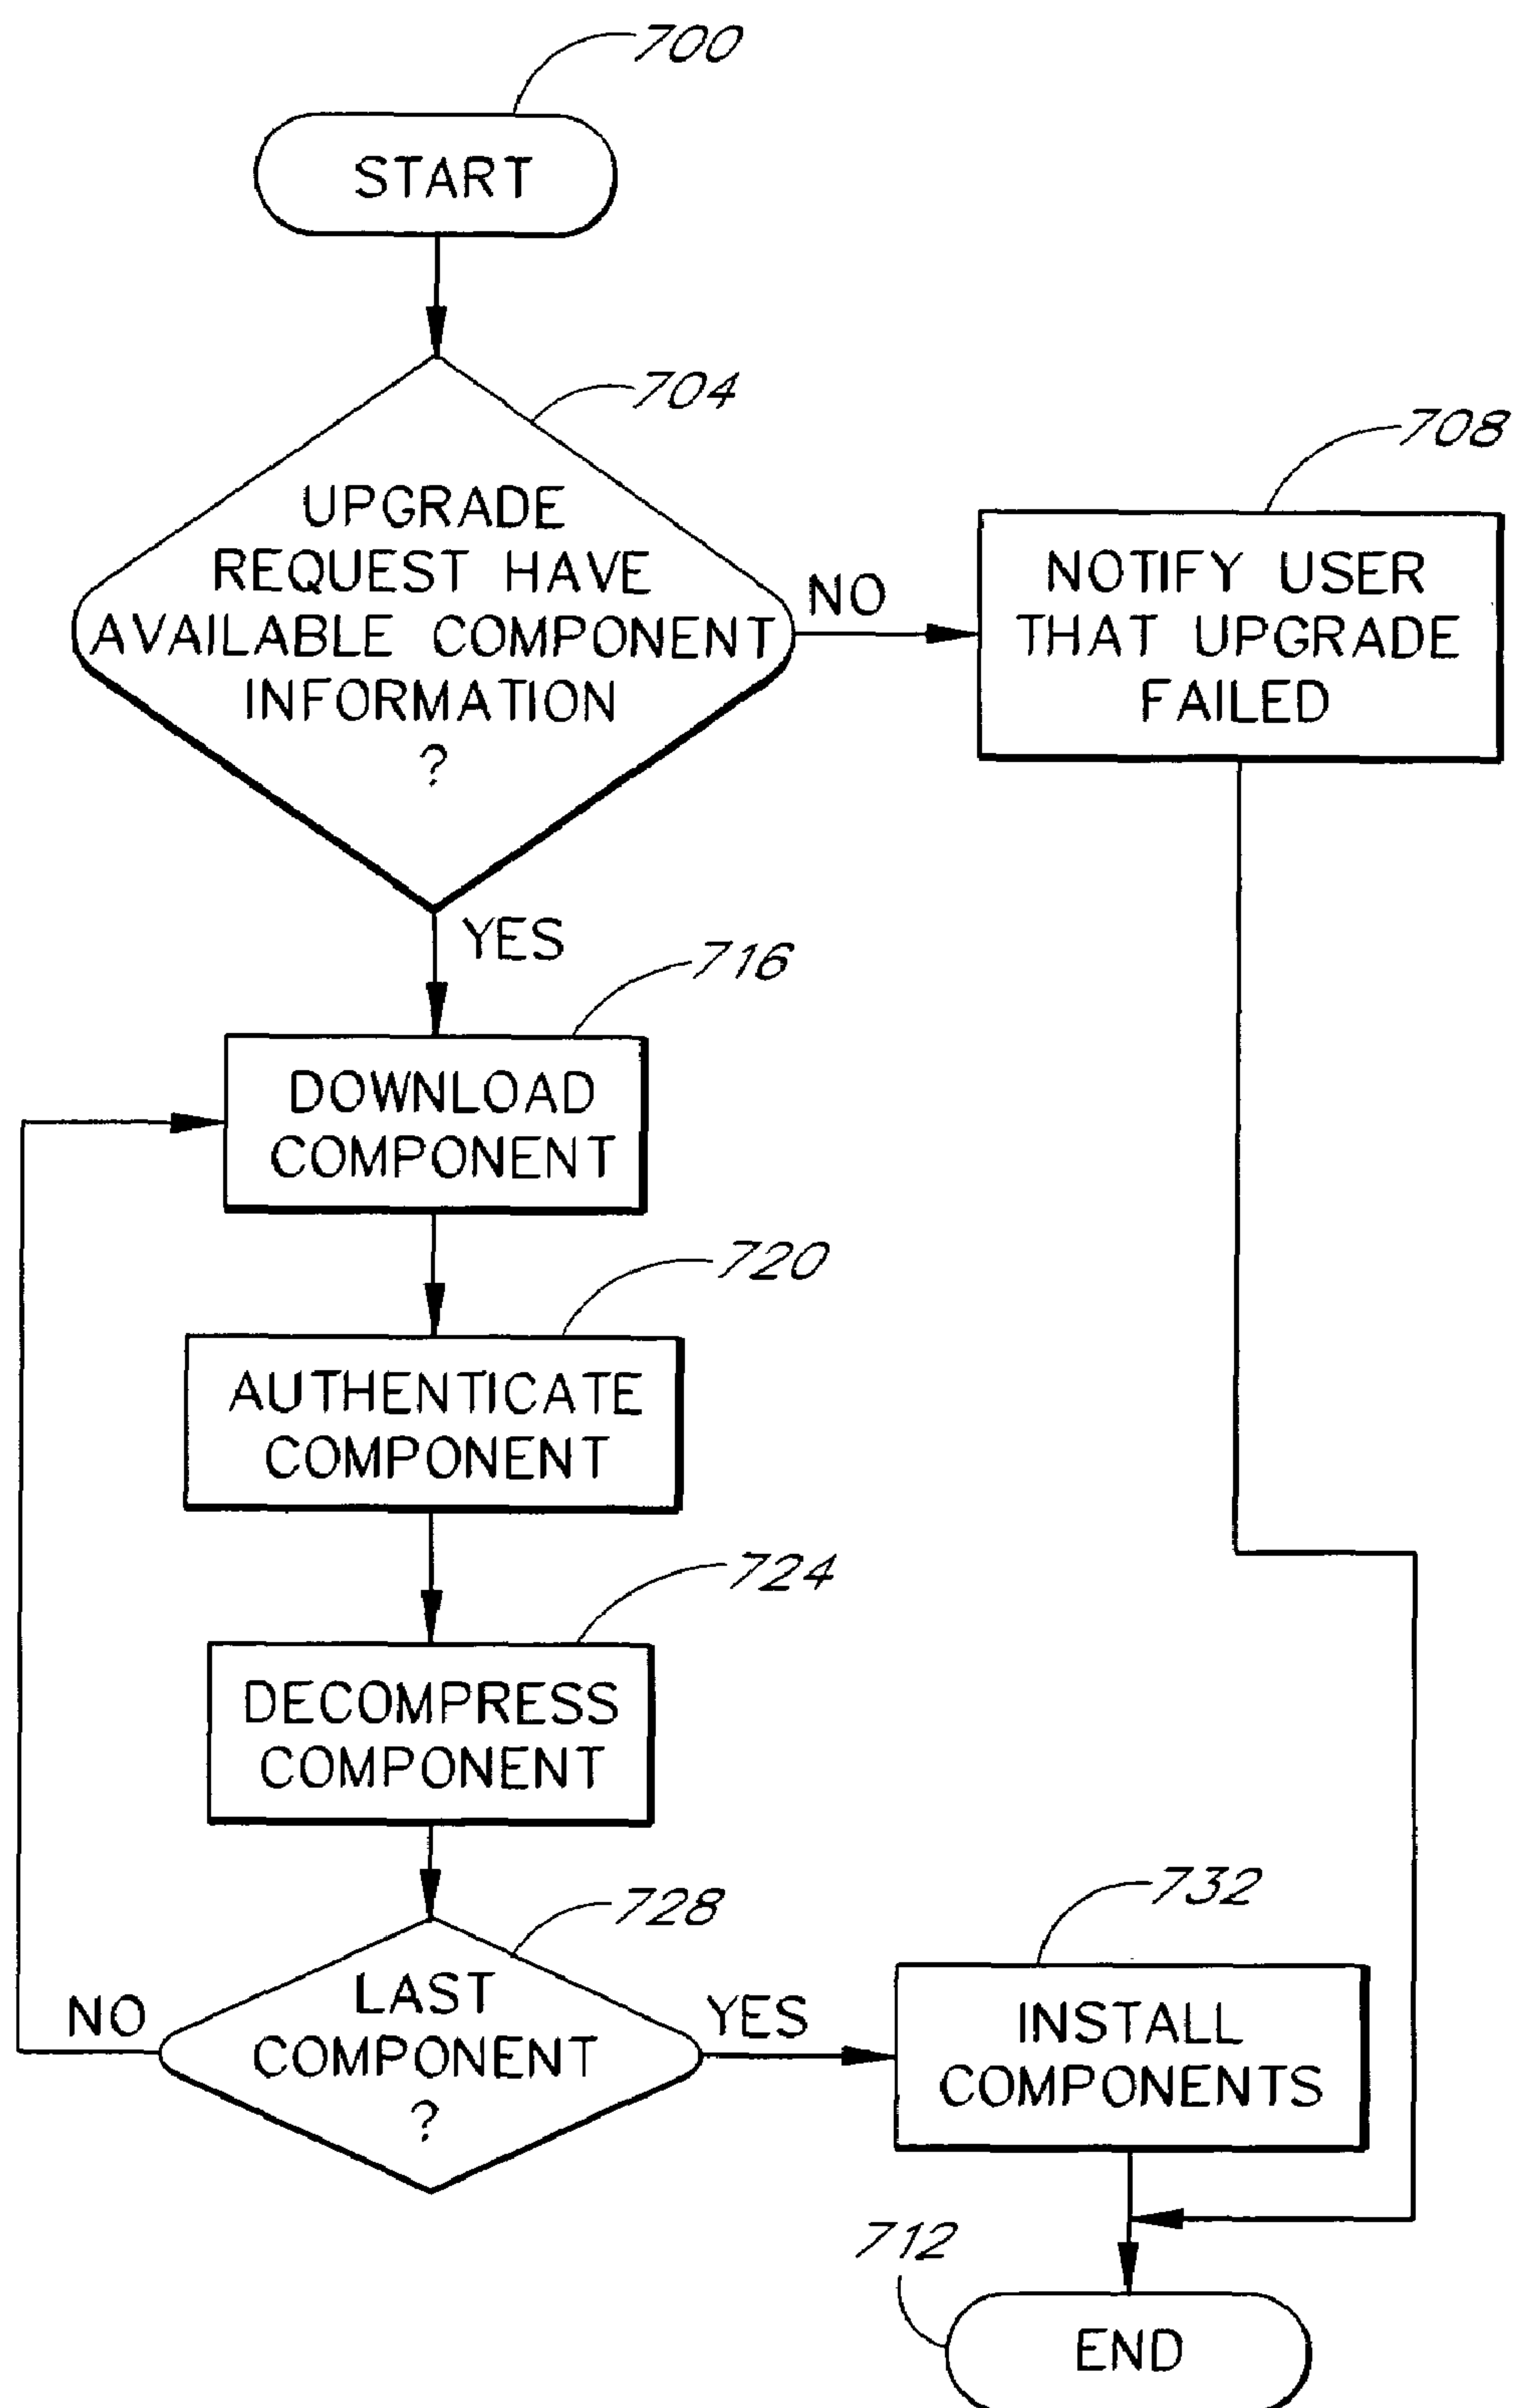 700
START
704
UPGRADE
REQUEST HAVE
AVAILABLE COMPONENT
INFORMATION
?
NO
708
NOTIFY USER
THAT UPGRADE
FAILED
YES
716
DOWNLOAD
COMPONENT
720
AUTHENTICATE
COMPONENT
724
DECOMPRESS
COMPONENT
728
LAST
COMPONENT
?
NO
YES
732
INSTALL
COMPONENTS
712
END